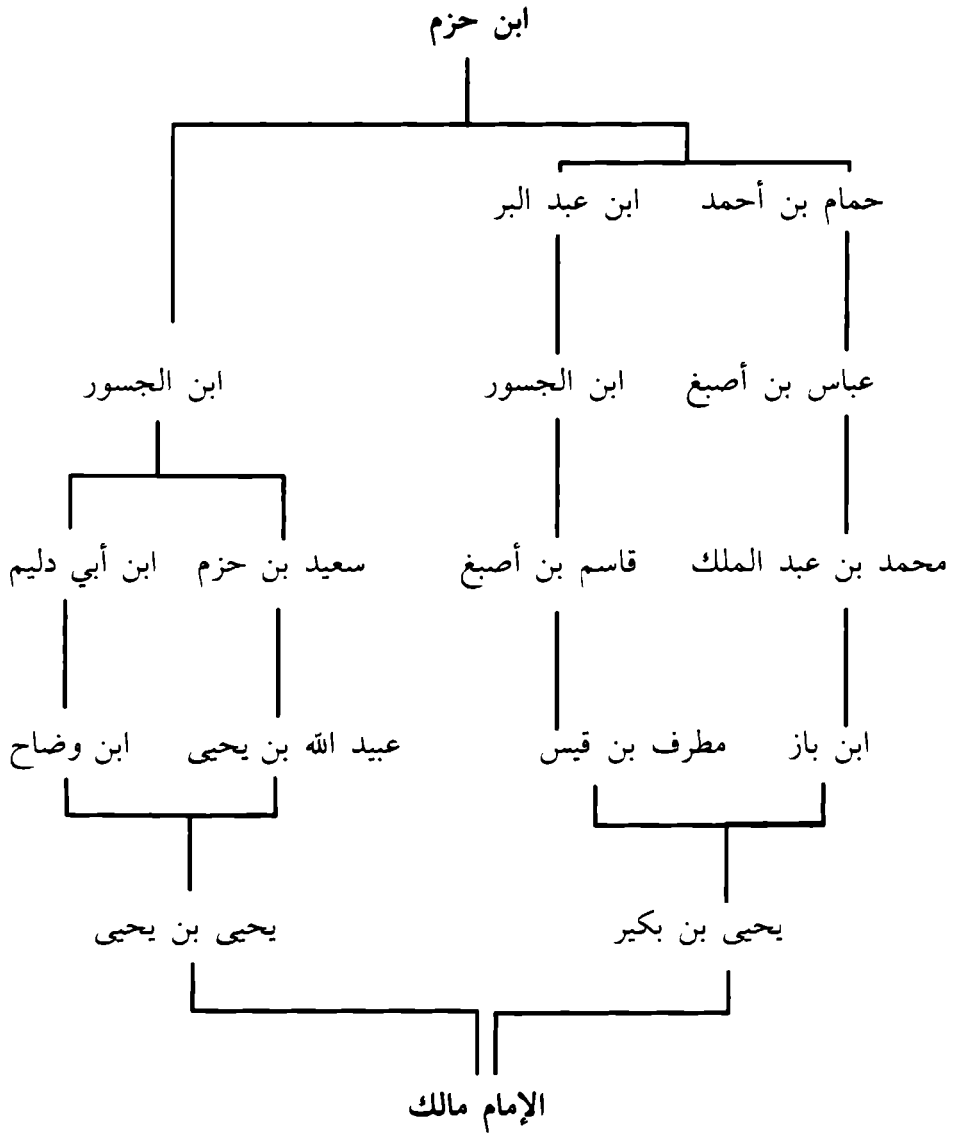 ابن حزم
حمام بن أحمد ابن عبد البر
عباس بن أصبغ ابن الجسور ابن الجسور
محمد بن عبد الملك قاسم بن أصبغ سعيد بن حزم ابن أبي دليم
ابن باز مطرف بن قيس عبيد الله بن يحيى ابن وضاح
يحيى بن بكير يحيى بن يحيى
الإمام مالك